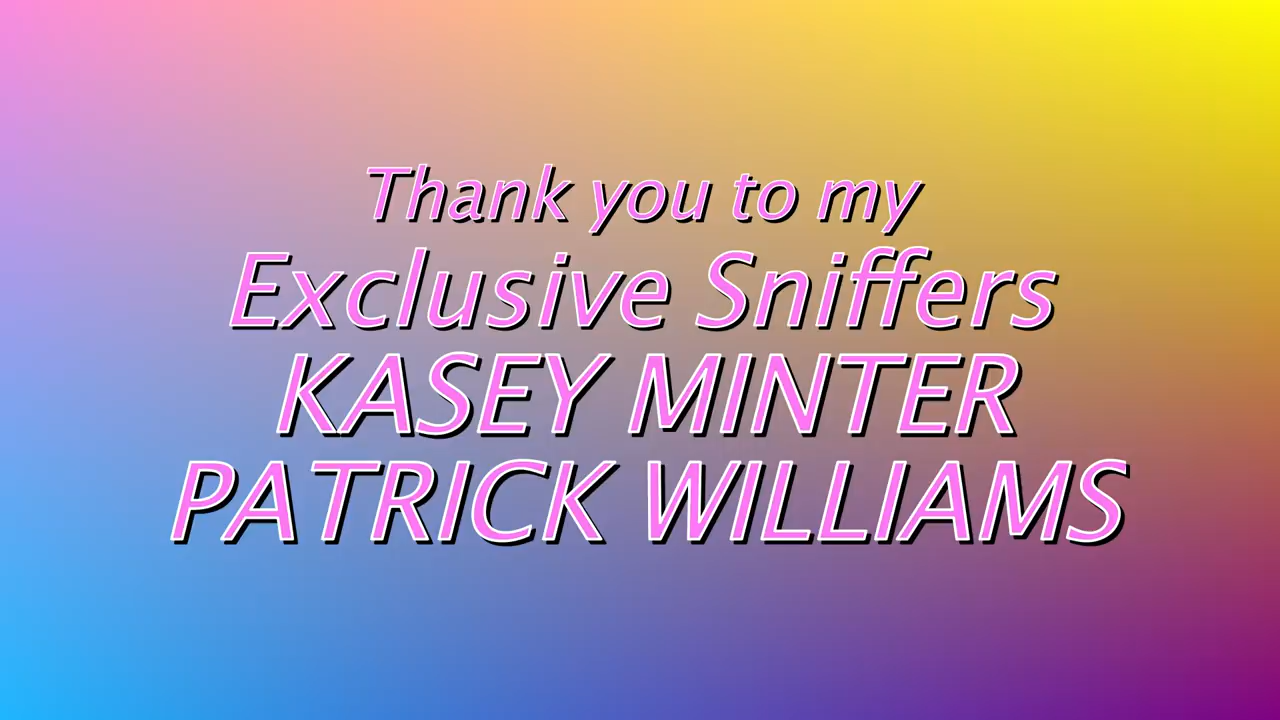 Thank you to my
Exclusive Sniffers
KASEY MINTER
PATRICK WILLIAMS